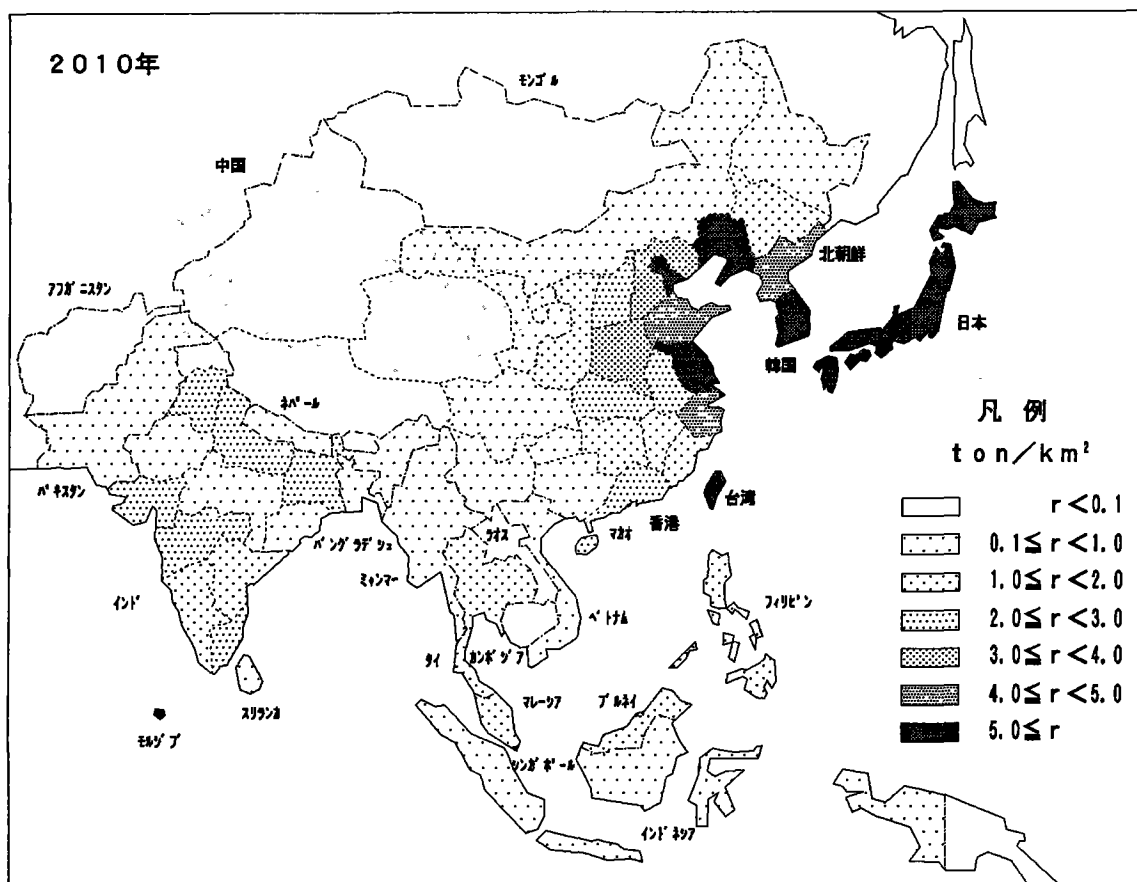 2010年
モンゴル
中国
北朝鮮
アフガニスタン
日本
韓国
ネパール
凡 例
ton/km²
パキスタン
台湾
r<0.1
香港
ラオス
マカオ
0.1≦ r<1.0
バングラデシュ
ミャンマー
フィリピン
1.0≦ r<2.0
インド
ベトナム
2.0≦ r<3.0
タイ
カンボジア
3.0≦ r<4.0
スリランカ
マレーシア
ブルネイ
4.0≦ r<5.0
モルジブ
5.0≦ r
シンガポール
インドネシア